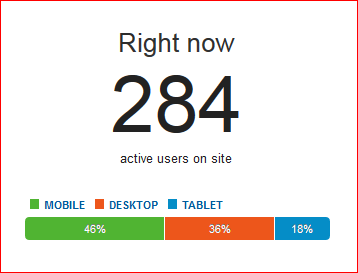 Right now
284
active users on site
MOBILE DESKTOP TABLET
46% 36% 18%